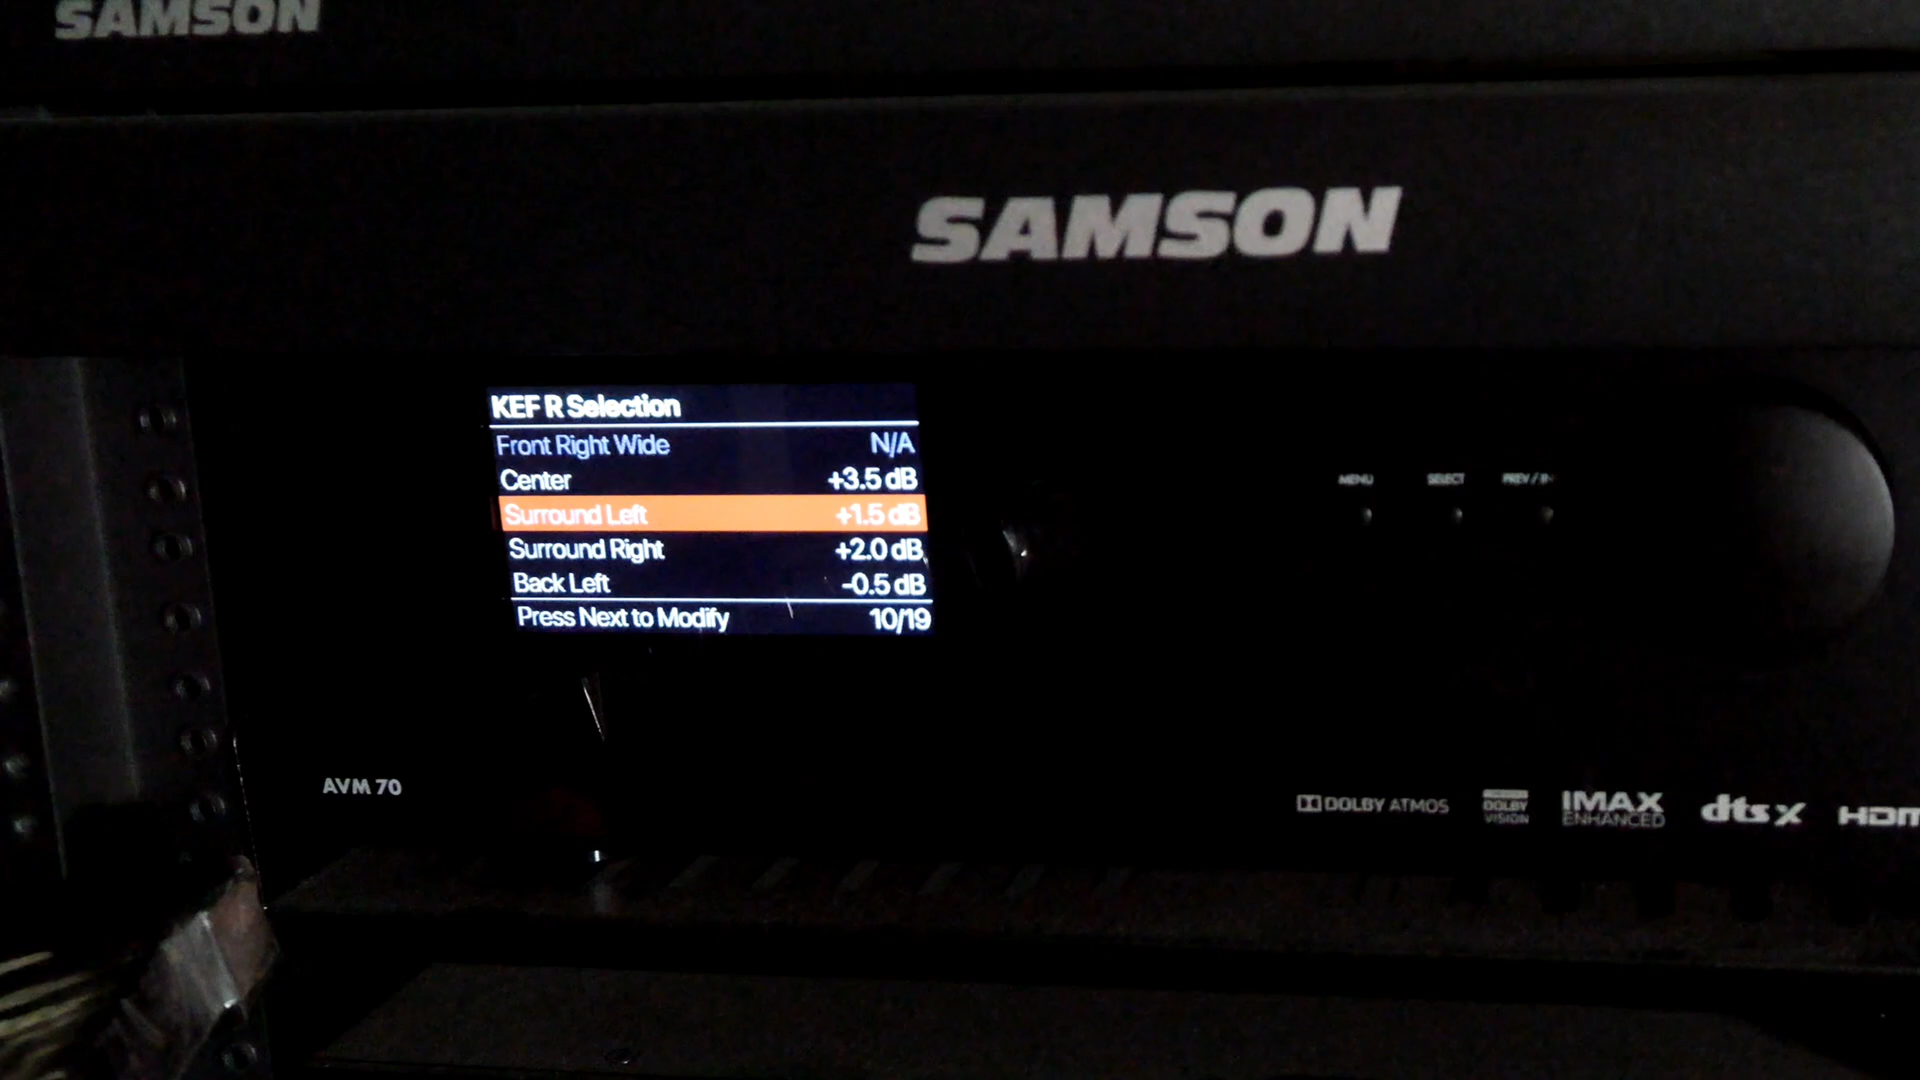 SAMSON
SAMSON
KEF R Selection
Front Right Wide N/A
Center +3.5 dB
Surround Left +1.5 dB
Surround Right +2.0 dB
Back Left -0.5 dB
Press Next to Modify 10/19
MENU SELECT PREV /
AVM 70
DOLBY ATMOS
DOLBY
VISION
IMAX
ENHANCED
dts x
HDM